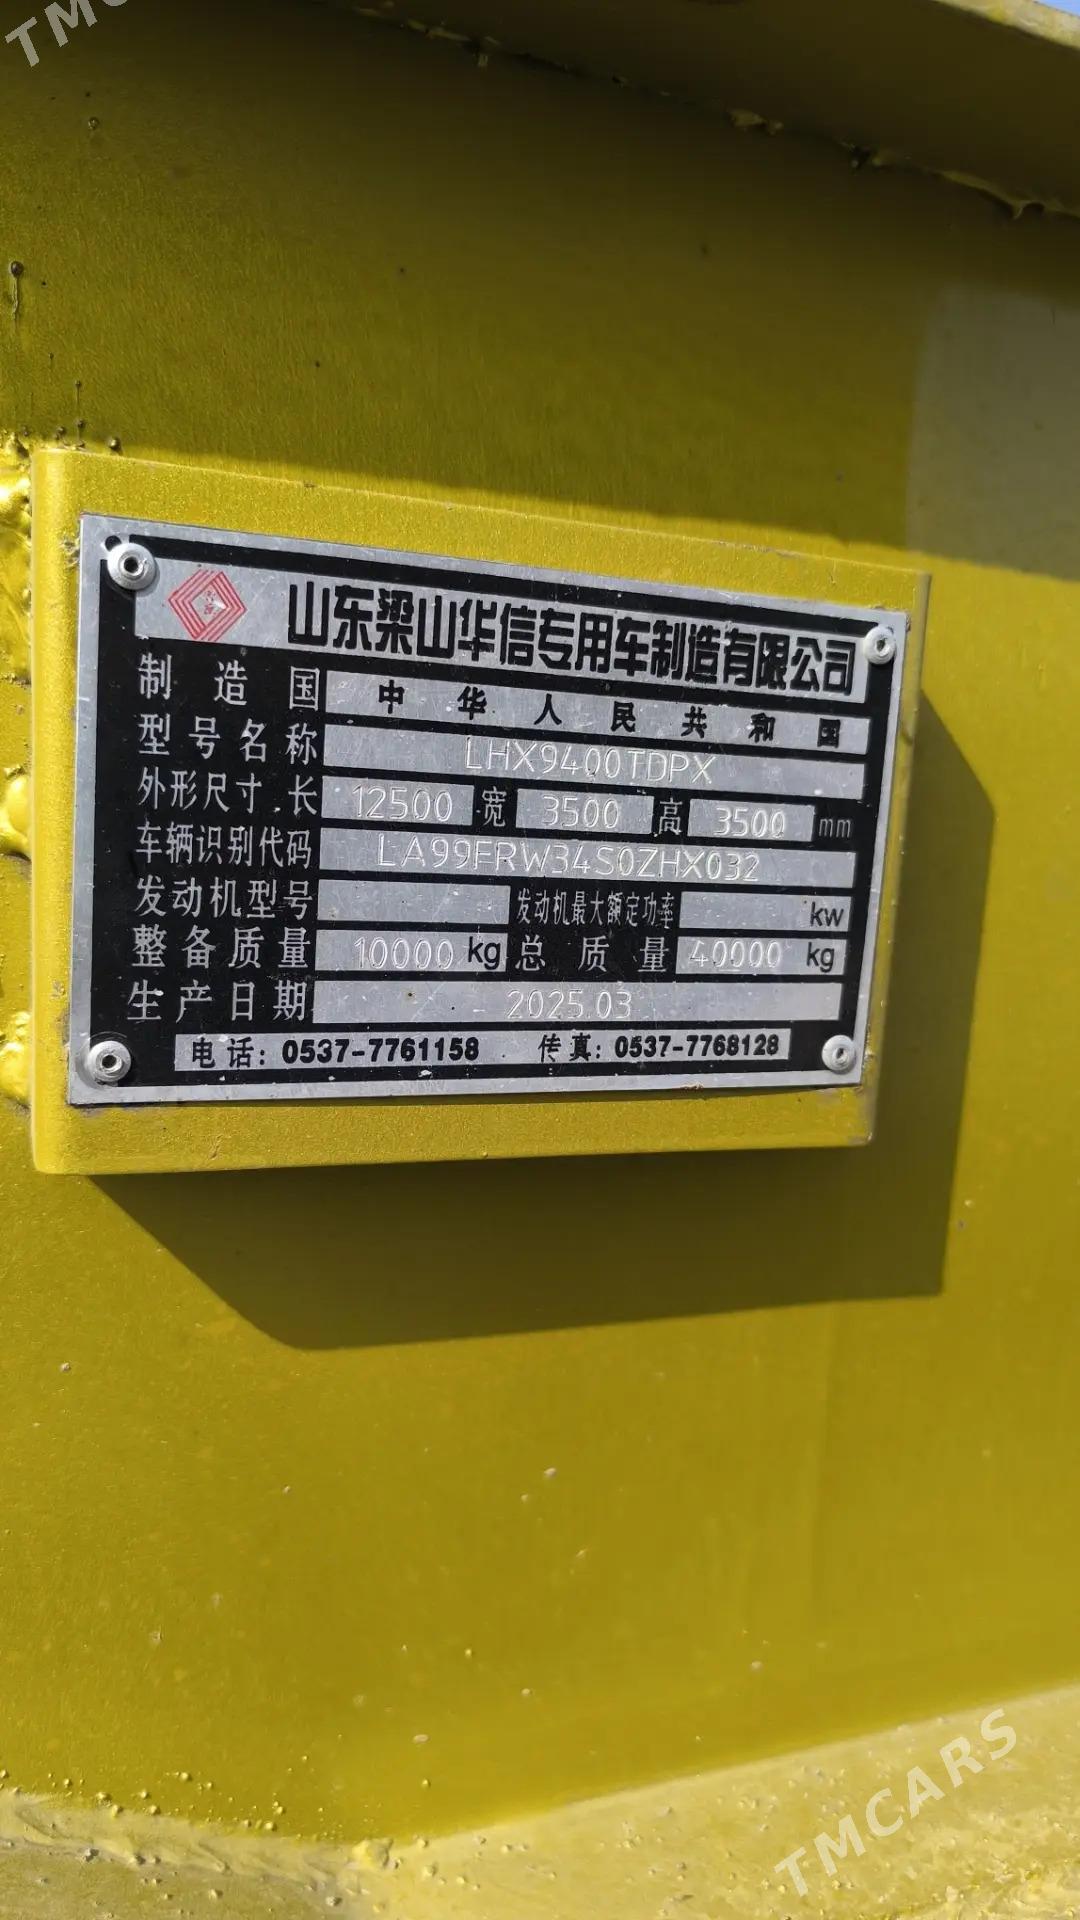 TMC
山东梁山华信专用车制造有限公司
制造国 中华人民共和国
型号名称 LHX9400TDPX
外形尺寸 长 12500 宽 3500 高 3500 mm
车辆识别代码 LA99FRW34S0ZHX032
发动机型号 发动机最大额定功率 kw
整备质量 10000 kg 总质量 40000 kg
生产日期 2025.03
电话: 0537-7761158 传真: 0537-7768128
TMCARS